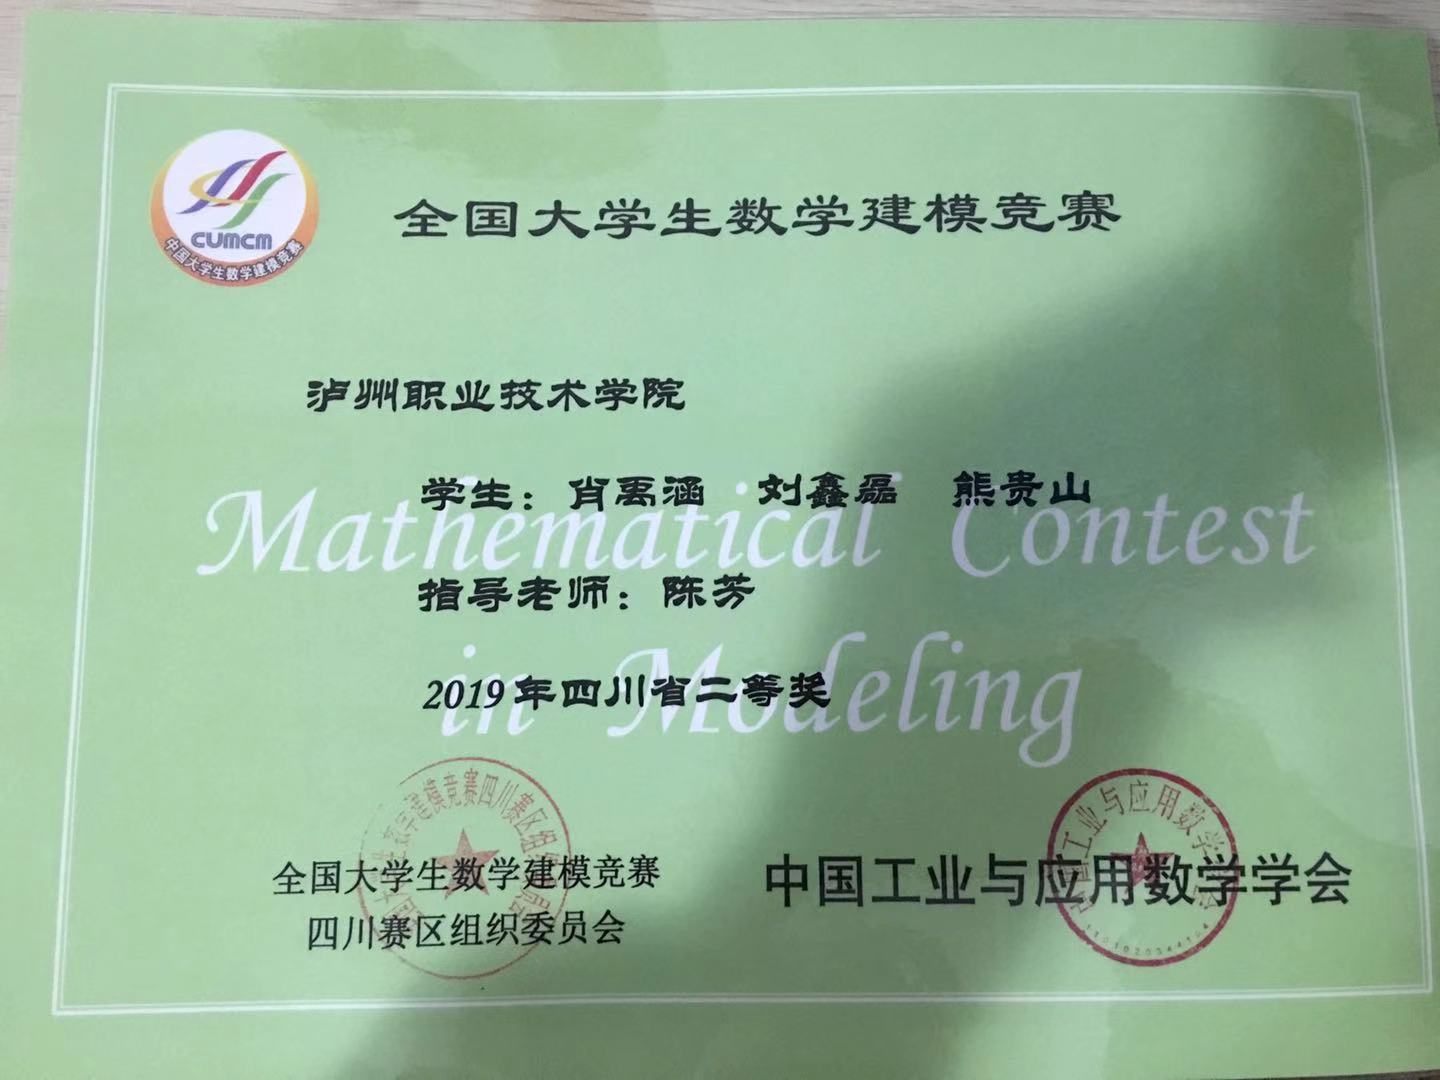 CUMCM
中国大学生数学建模竞赛
全国大学生数学建模竞赛
泸州职业技术学院
学生：肖禹涵 刘鑫磊 熊贵山
Mathematical Contest
指导老师：陈芳
in Modeling
2019年四川省二等奖
全国大学生数学建模竞赛
四川赛区组织委员会
中国工业与应用数学学会